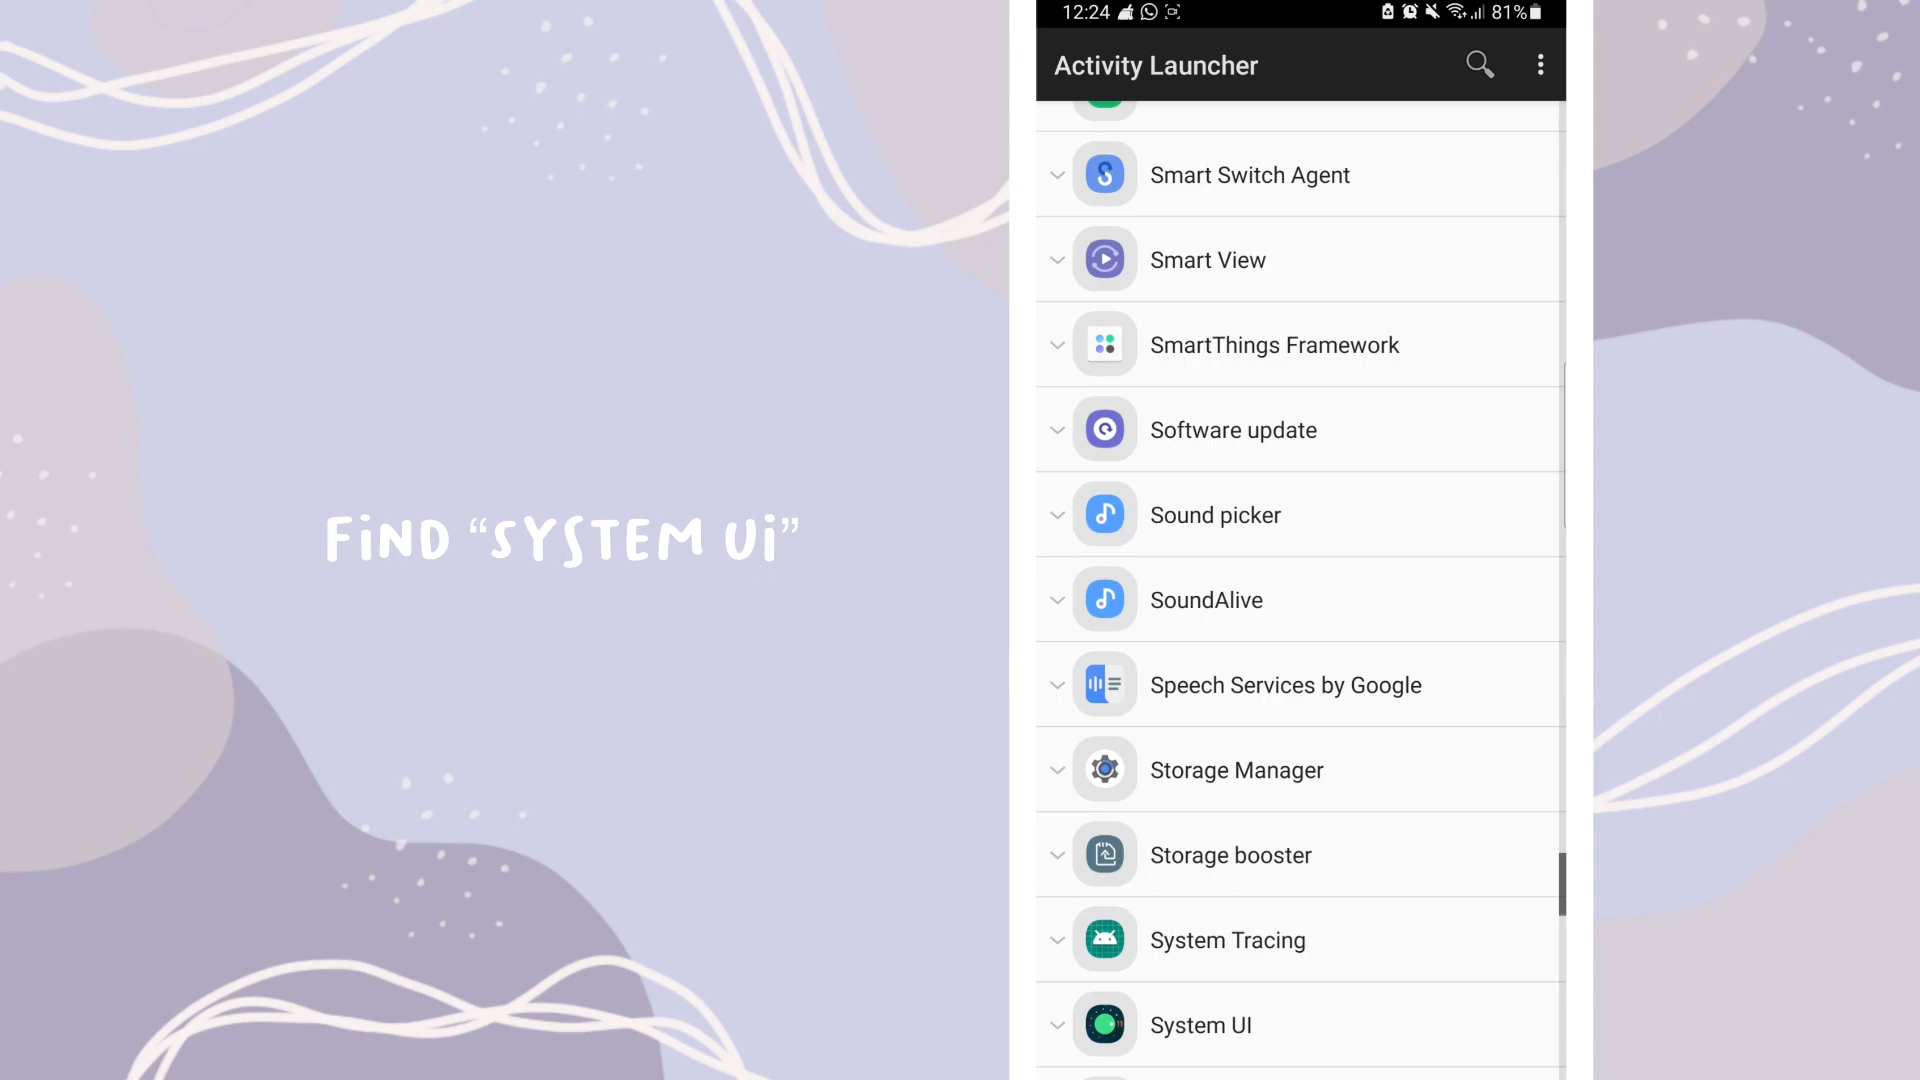 FiND “SYSTEM Ui”
12:24
81%
Activity Launcher
Smart Switch Agent
Smart View
SmartThings Framework
Software update
Sound picker
SoundAlive
Speech Services by Google
Storage Manager
Storage booster
System Tracing
System UI